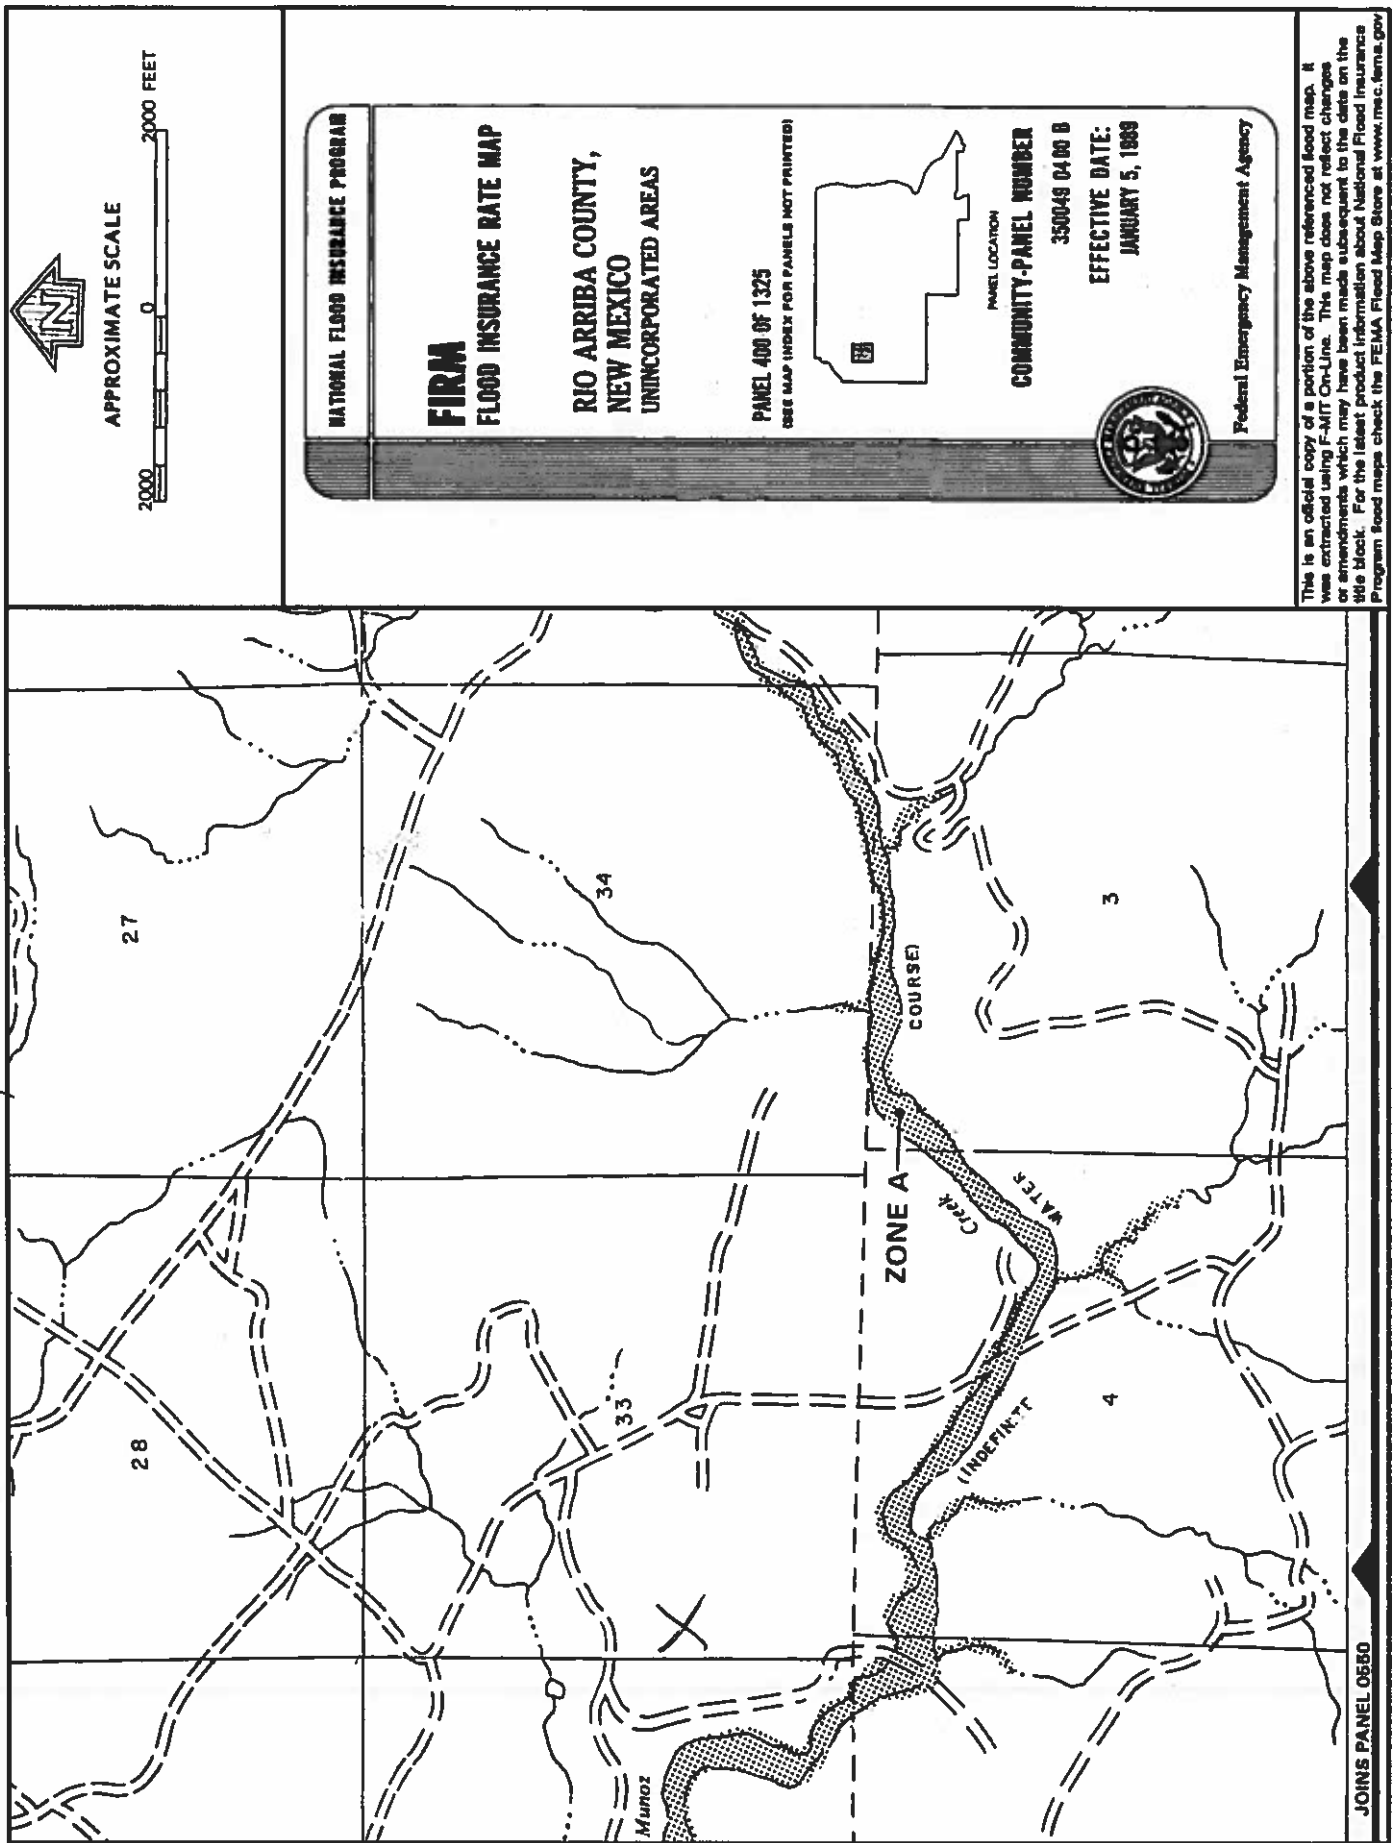 APPROXIMATE SCALE
2000 0 2000 FEET
NATIONAL FLOOD INSURANCE PROGRAM
FIRM
FLOOD INSURANCE RATE MAP
RIO ARRIBA COUNTY,
NEW MEXICO
UNINCORPORATED AREAS
PANEL 400 OF 1325
(SEE MAP INDEX FOR PANELS NOT PRINTED)
PANEL LOCATION
COMMUNITY-PANEL NUMBER
350049 0400 B
EFFECTIVE DATE:
JANUARY 5, 1989
Federal Emergency Management Agency
This is an official copy of a portion of the above referenced flood map. It
was extracted using F-MIT On-Line. This map does not reflect changes
or amendments which may have been made subsequent to the date on the
title block. For the latest product information about National Flood Insurance
Program flood maps check the FEMA Flood Map Store at www.msc.fema.gov
N
27
28
34
33
3
4
ZONE A
Munoz
Creek
(INDEFINITE
WATER
COURSE)
X
JOINS PANEL 0550